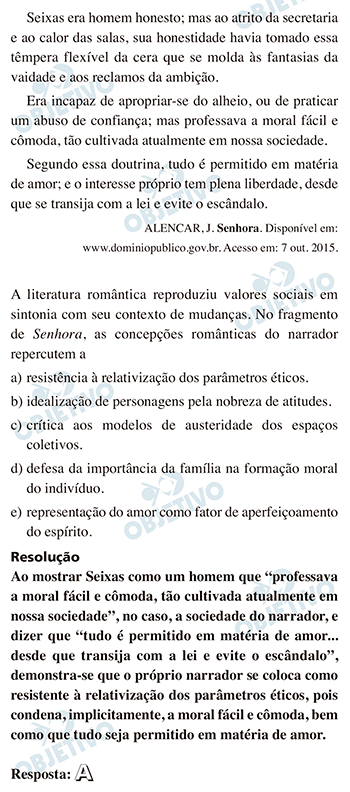 Seixas era homem honesto; mas ao atrito da secretaria
e ao calor das salas, sua honestidade havia tomado essa
têmpera flexível da cera que se molda às fantasias da
vaidade e aos reclamos da ambição.
Era incapaz de apropriar-se do alheio, ou de praticar
um abuso de confiança; mas professava a moral fácil e
cômoda, tão cultivada atualmente em nossa sociedade.
Segundo essa doutrina, tudo é permitido em matéria
de amor; e o interesse próprio tem plena liberdade, desde
que se transija com a lei e evite o escândalo.
ALENCAR, J. Senhora. Disponível em:
www.dominiopublico.gov.br. Acesso em: 7 out. 2015.
A literatura romântica reproduziu valores sociais em
sintonia com seu contexto de mudanças. No fragmento
de Senhora, as concepções românticas do narrador
repercutem a
a) resistência à relativização dos parâmetros éticos.
b) idealização de personagens pela nobreza de atitudes.
c) crítica aos modelos de austeridade dos espaços
coletivos.
d) defesa da importância da família na formação moral
do indivíduo.
e) representação do amor como fator de aperfeiçoamento
do espírito.
Resolução
Ao mostrar Seixas como um homem que “professava
a moral fácil e cômoda, tão cultivada atualmente em
nossa sociedade”, no caso, a sociedade do narrador, e
dizer que “tudo é permitido em matéria de amor...
desde que transija com a lei e evite o escândalo”,
demonstra-se que o próprio narrador se coloca como
resistente à relativização dos parâmetros éticos, pois
condena, implicitamente, a moral fácil e cômoda, bem
como que tudo seja permitido em matéria de amor.
Resposta: A
OBJETIVO
OBJETIVO
OBJETIVO
OBJETIVO
OBJETIVO
OBJETIVO
OBJETIVO
OBJETIVO
OBJETIVO